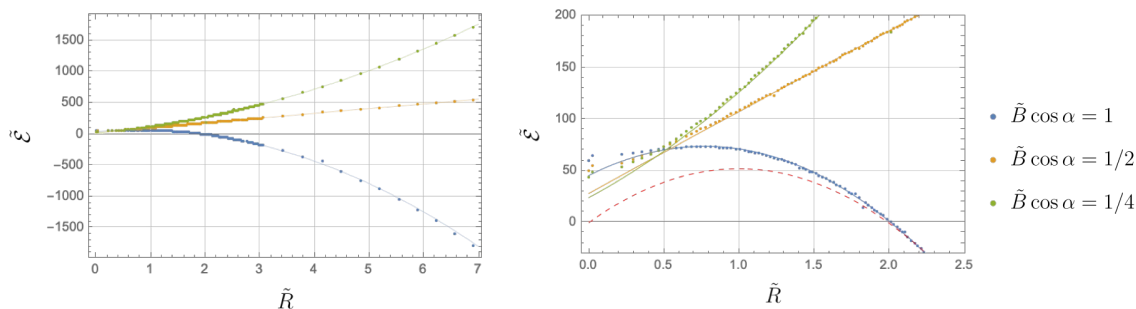 1500
1000
500
0
−500
−1000
−1500
Ẽ
0 1 2 3 4 5 6 7
R̃
200
150
100
50
0
Ẽ
0.0 0.5 1.0 1.5 2.0 2.5
R̃
B̃ cos α = 1
B̃ cos α = 1/2
B̃ cos α = 1/4